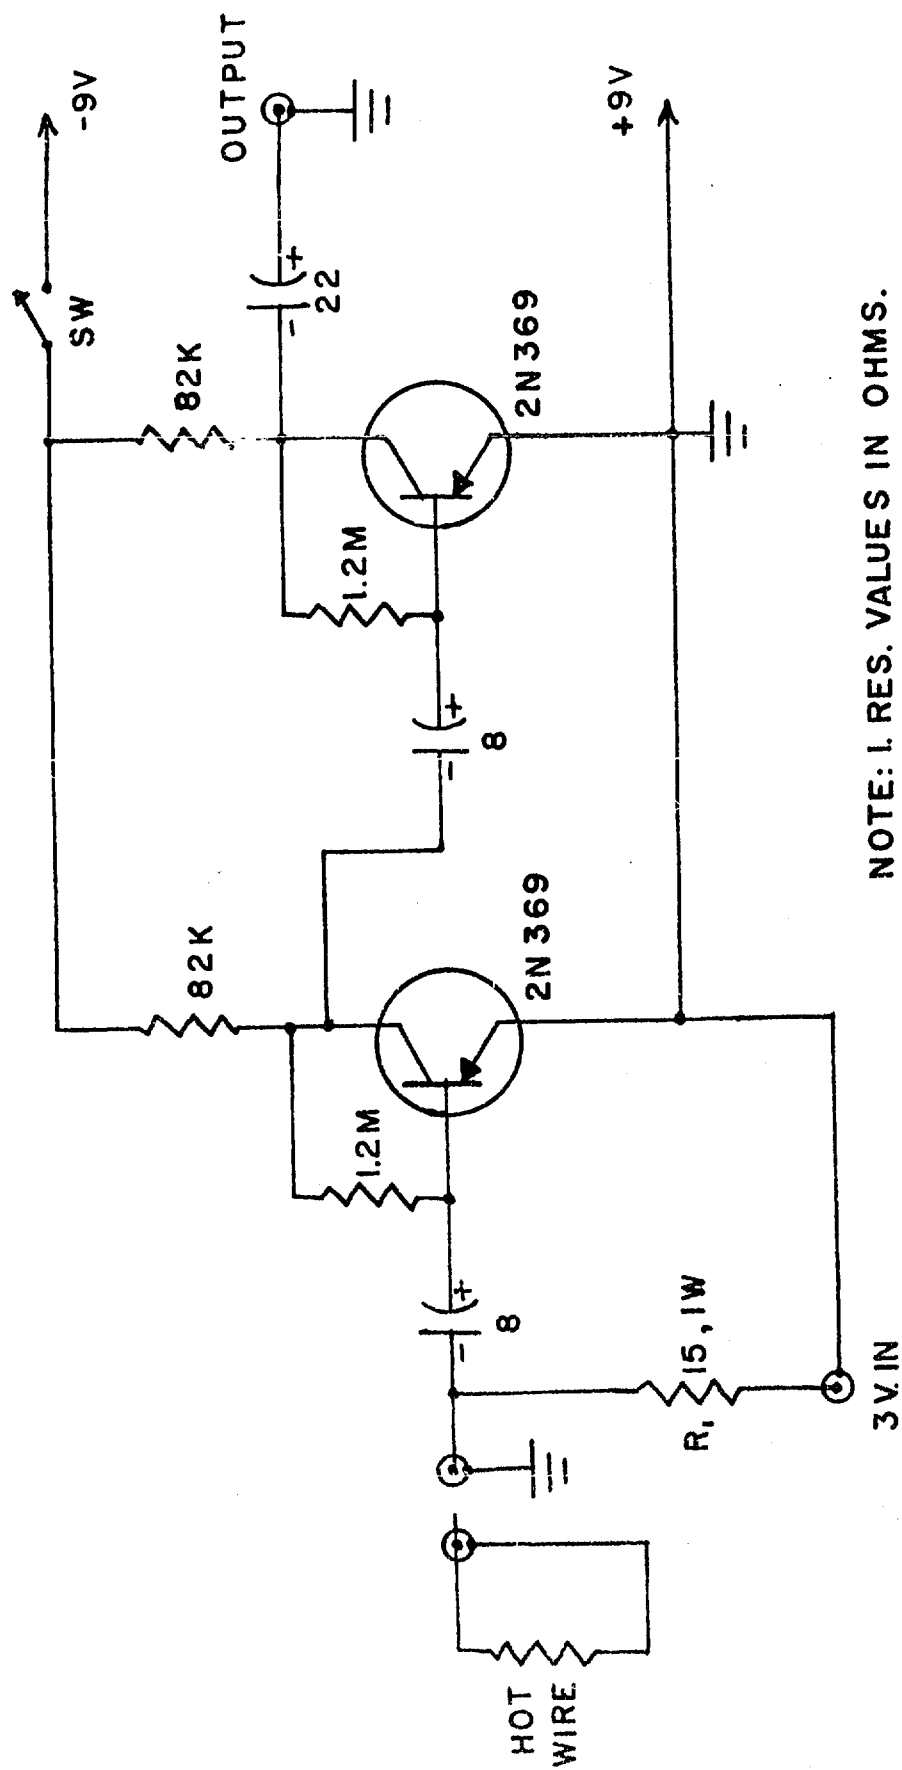 SW
-9V
82K
82K
OUTPUT
22
-
+
1.2M
1.2M
2N369
2N369
8
-
+
8
-
+
+9V
HOT
WIRE
R₁
15, 1W
3 V. IN
NOTE: 1. RES. VALUES IN OHMS.